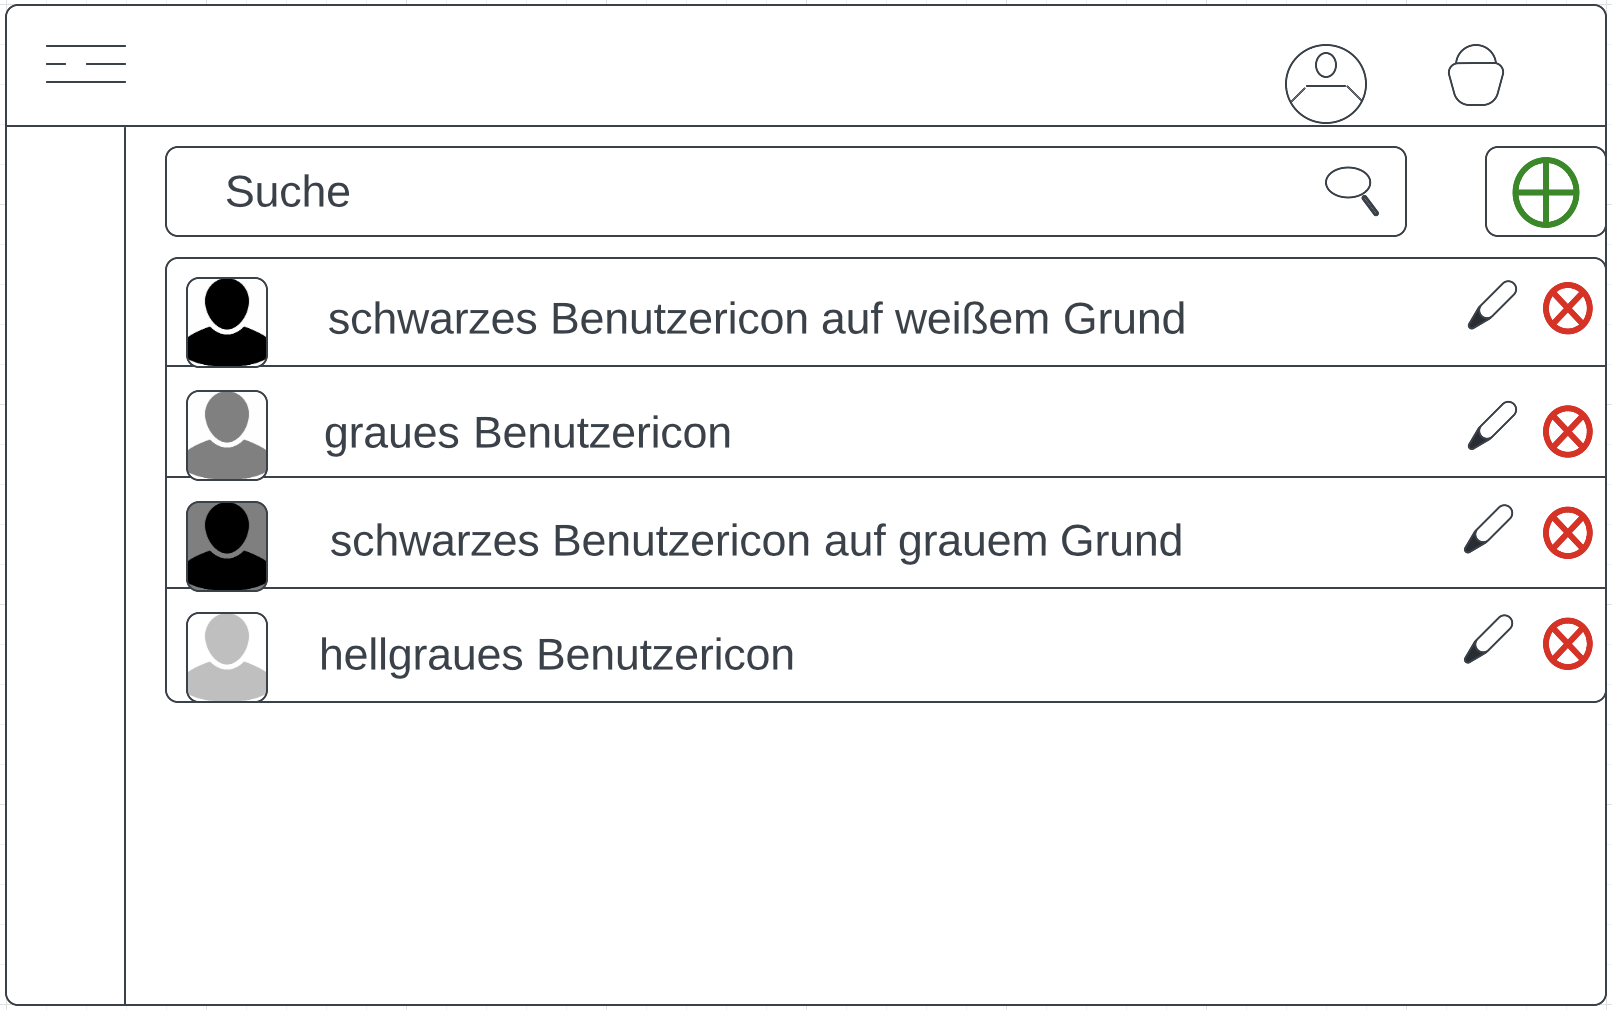 Suche
schwarzes Benutzericon auf weißem Grund
graues Benutzericon
schwarzes Benutzericon auf grauem Grund
hellgraues Benutzericon